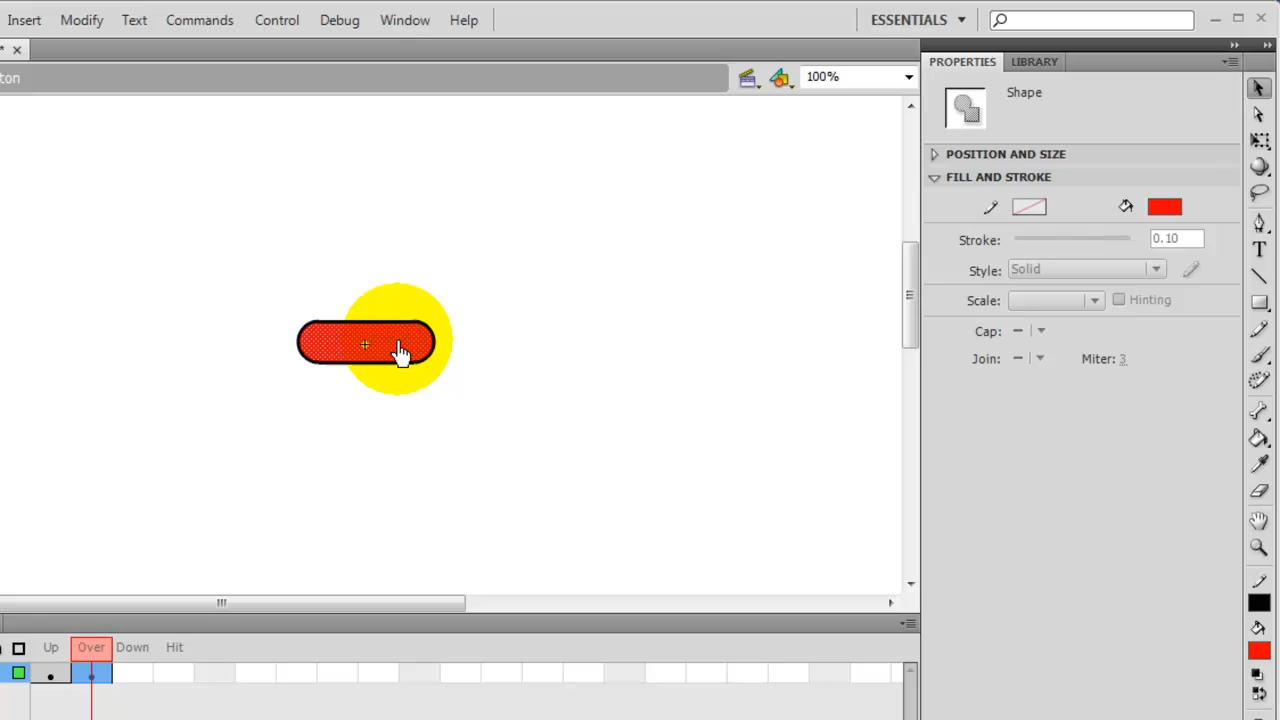 Insert Modify Text Commands Control Debug Window Help ESSENTIALS
*
ton 100%
PROPERTIES LIBRARY
Shape
POSITION AND SIZE
FILL AND STROKE
Stroke: 0.10
Style: Solid
Scale: Hinting
Cap:
Join: Miter: 3
Up Over Down Hit